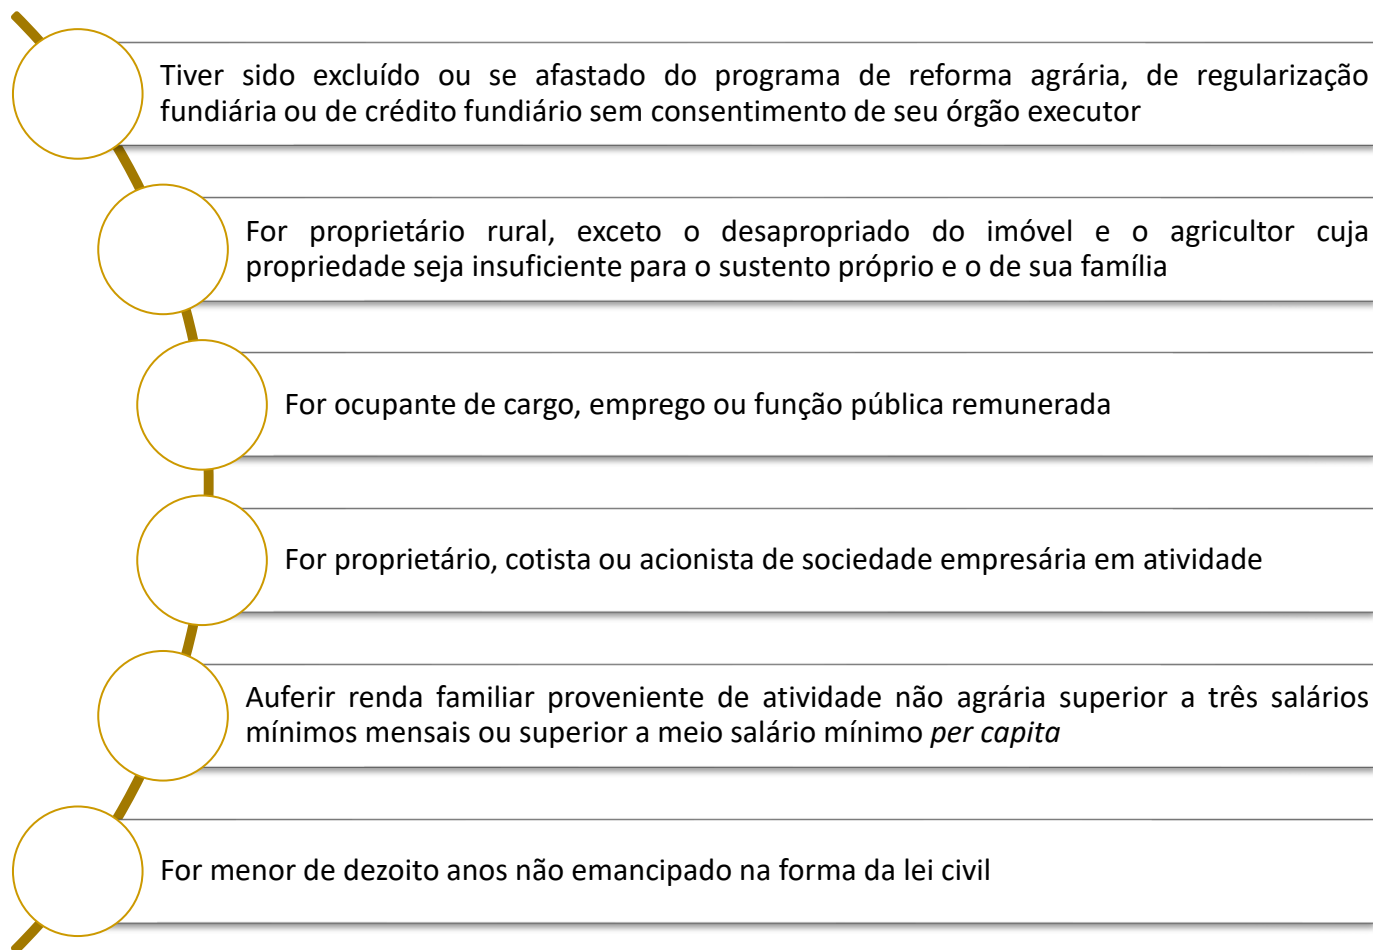 Tiver sido excluído ou se afastado do programa de reforma agrária, de regularização
fundiária ou de crédito fundiário sem consentimento de seu órgão executor
For proprietário rural, exceto o desapropriado do imóvel e o agricultor cuja
propriedade seja insuficiente para o sustento próprio e o de sua família
For ocupante de cargo, emprego ou função pública remunerada
For proprietário, cotista ou acionista de sociedade empresária em atividade
Auferir renda familiar proveniente de atividade não agrária superior a três salários
mínimos mensais ou superior a meio salário mínimo per capita
For menor de dezoito anos não emancipado na forma da lei civil